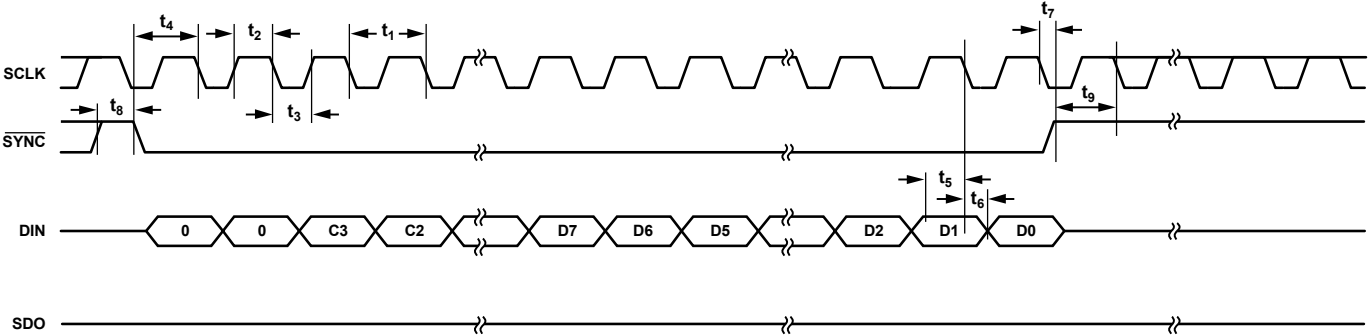 t4
t2
t1
t7
SCLK
t8
t3
t9
SYNC
t5
t6
DIN
0
0
C3
C2
D7
D6
D5
D2
D1
D0
SDO